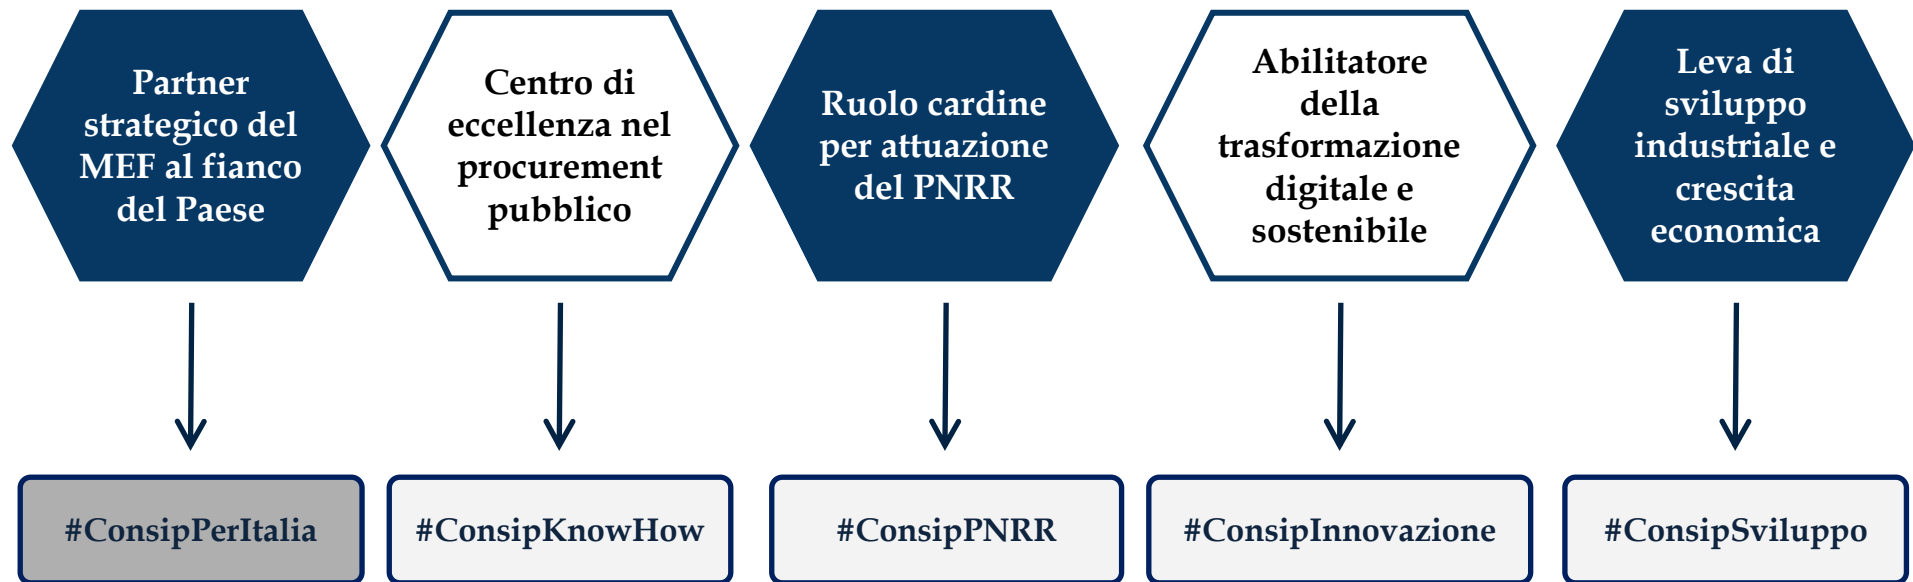 Partner
strategico del
MEF al fianco
del Paese
Centro di
eccellenza nel
procurement
pubblico
Ruolo cardine
per attuazione
del PNRR
Abilitatore
della
trasformazione
digitale e
sostenibile
Leva di
sviluppo
industriale e
crescita
economica
#ConsipPerItalia
#ConsipKnowHow
#ConsipPNRR
#ConsipInnovazione
#ConsipSviluppo